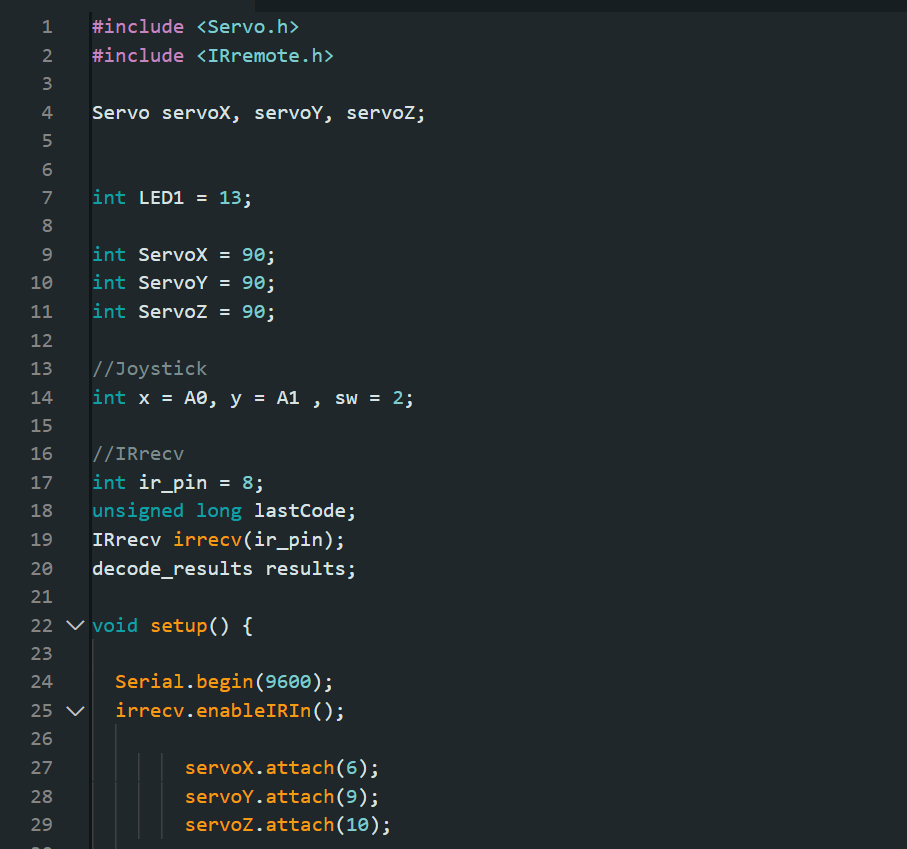 1 #include <Servo.h>
2 #include <IRremote.h>
3
4 Servo servoX, servoY, servoZ;
5
6
7 int LED1 = 13;
8
9 int ServoX = 90;
10 int ServoY = 90;
11 int ServoZ = 90;
12
13 //Joystick
14 int x = A0, y = A1 , sw = 2;
15
16 //IRrecv
17 int ir_pin = 8;
18 unsigned long lastCode;
19 IRrecv irrecv(ir_pin);
20 decode_results results;
21
22 void setup() {
23
24   Serial.begin(9600);
25   irrecv.enableIRIn();
26
27         servoX.attach(6);
28         servoY.attach(9);
29         servoZ.attach(10);